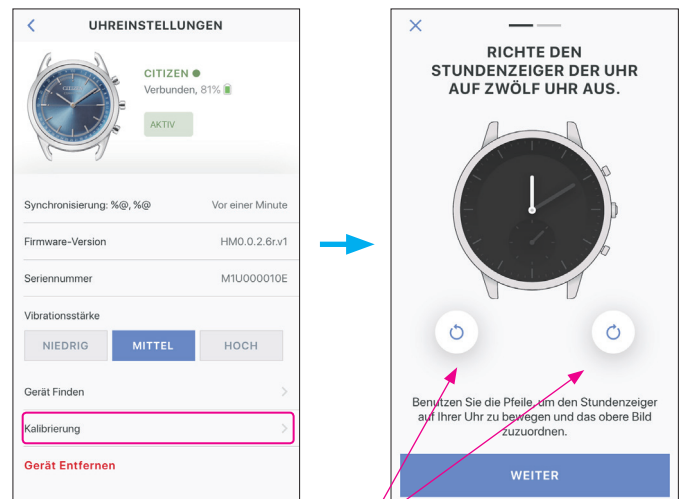 UHREINSTELLUNGEN
CITIZEN
Verbunden, 81%
AKTIV
Synchronisierung: %@, %@ Vor einer Minute
Firmware-Version HM0.0.2.6r.v1
Seriennummer M1U000010E
Vibrationsstärke
NIEDRIG MITTEL HOCH
Gerät Finden
Kalibrierung
Gerät Entfernen
RICHTE DEN
STUNDENZEIGER DER UHR
AUF ZWÖLF UHR AUS.
Benutzen Sie die Pfeile, um den Stundenzeiger
auf Ihrer Uhr zu bewegen und das obere Bild
zuzuordnen.
WEITER